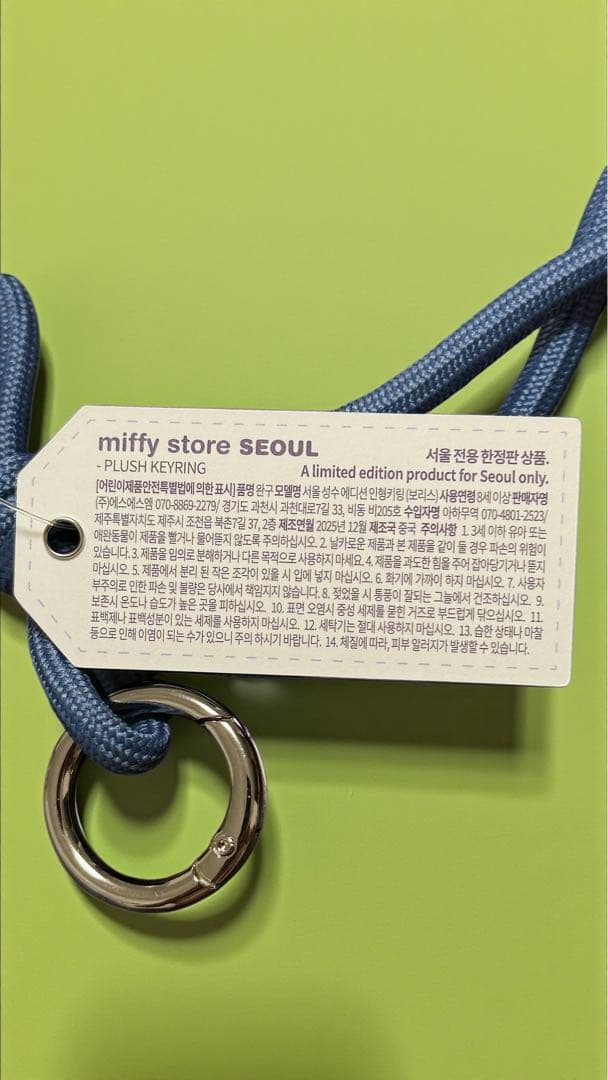 miffy store SEOUL
- PLUSH KEYRING
서울 전용 한정판 상품.
A limited edition product for Seoul only.
[어린이제품안전특별법에 의한 표시] 품명 완구 모델명 서울 성수 에디션 인형키링 (보리스) 사용연령 8세 이상 판매자명
(주)에스에스엠 070-8869-2279/ 경기도 과천시 과천대로7길 33, 비동 비205호 수입자명 아하무역 070-4801-2523/
제주특별자치도 제주시 조천읍 북촌7길 37, 2층 제조연월 2025년 12월 제조국 중국 주의사항 1. 3세 이하 유아 또는
애완동물이 제품을 빨거나 물어뜯지 않도록 주의하십시오. 2. 날카로운 제품과 본 제품을 같이 둘 경우 파손의 위험이
있습니다. 3. 제품을 임의로 분해하거나 다른 목적으로 사용하지 마세요. 4. 제품을 과도한 힘을 주어 잡아당기거나 뜯지
마십시오. 5. 제품에서 분리 된 작은 조각이 있을 시 입에 넣지 마십시오. 6. 화기에 가까이 하지 마십시오. 7. 사용자
부주의로 인한 파손 및 불량은 당사에서 책임지지 않습니다. 8. 젖었을 시 통풍이 잘되는 그늘에서 건조하십시오. 9.
보존시 온도나 습도가 높은 곳을 피하십시오. 10. 표면 오염시 중성 세제를 묻힌 거즈로 부드럽게 닦으십시오. 11.
표백제나 표백성분이 있는 세제를 사용하지 마십시오. 12. 세탁기는 절대 사용하지 마십시오. 13. 습한 상태나 마찰
등으로 인해 이염이 되는 수가 있으니 주의 하시기 바랍니다. 14. 체질에 따라, 피부 알러지가 발생할 수 있습니다.